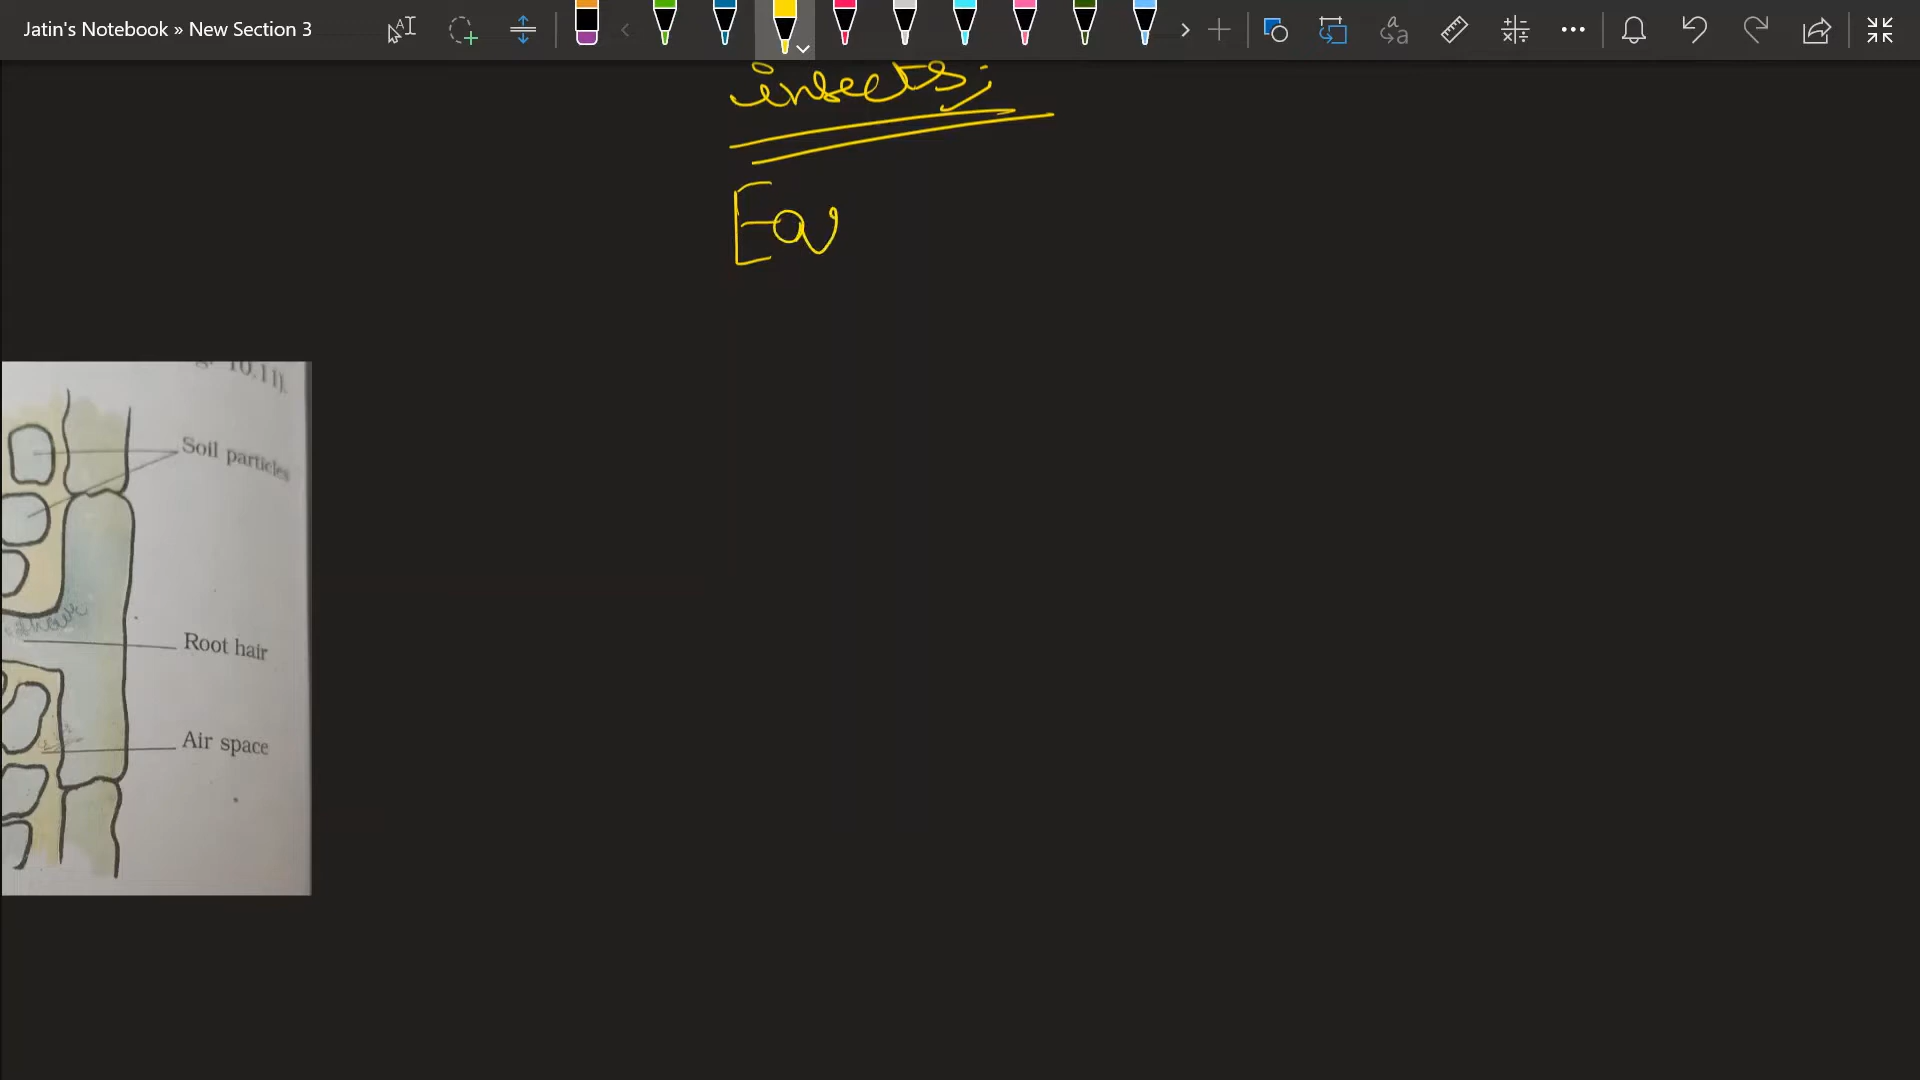 Jatin's Notebook » New Section 3
insects;
Ea
10.11).
Soil particles
Root hair
Air space